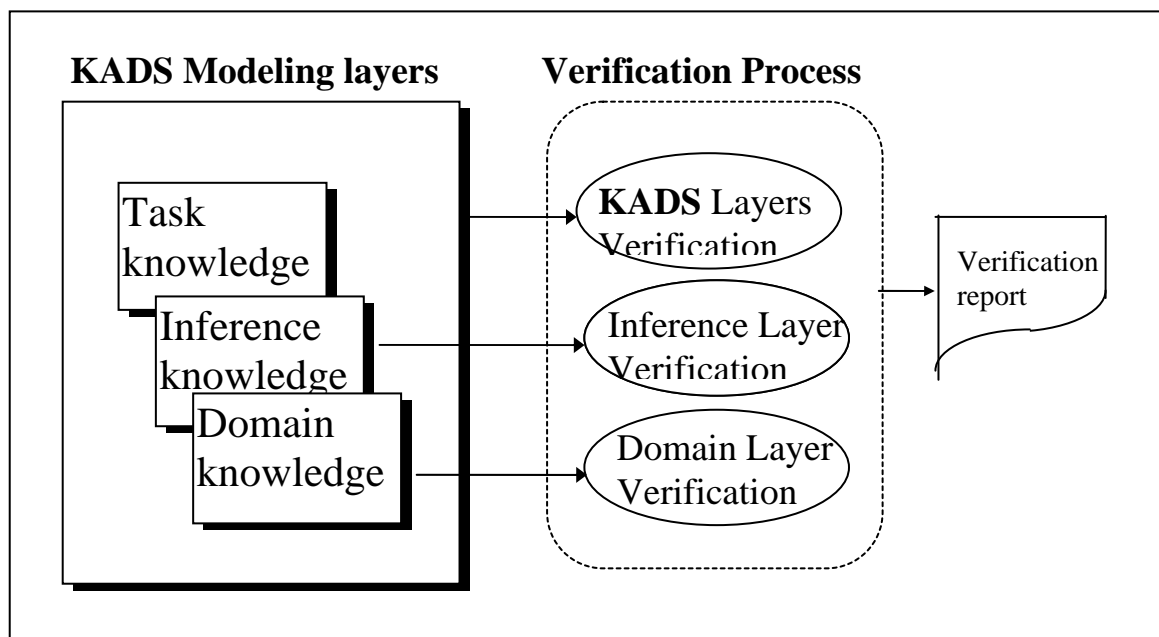 KADS Modeling layers
Verification Process
Task
knowledge
Inference
knowledge
Domain
knowledge
KADS Layers
Verification
Inference Layer
Verification
Domain Layer
Verification
Verification
report